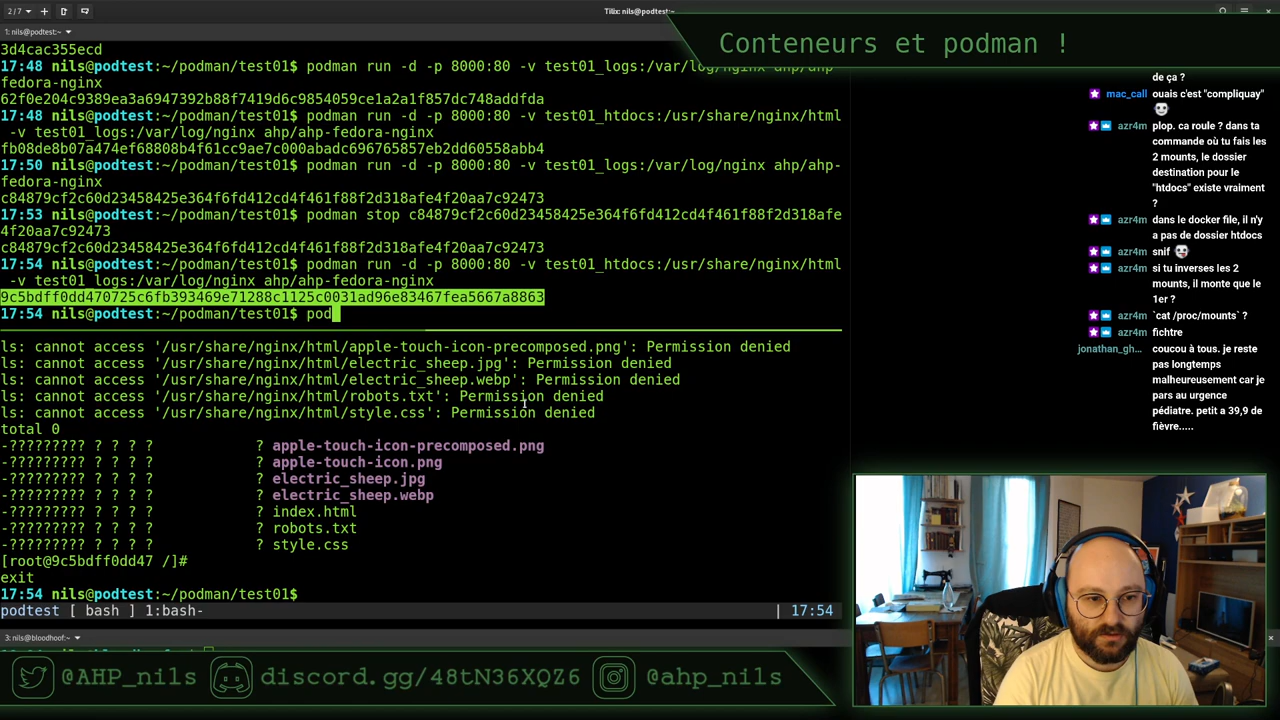 2/7
Tilix: nils@podtest:~
1: nils@podtest:~
Conteneurs et podman !
3d4cac355ecd
17:48 nils@podtest:~/podman/test01$ podman run -d -p 8000:80 -v test01_logs:/var/log/nginx ahp/ahp-
fedora-nginx
62f0e204c9389ea3a6947392b88f7419d6c9854059ce1a2a1f857dc748addfda
17:48 nils@podtest:~/podman/test01$ podman run -d -p 8000:80 -v test01_htdocs:/usr/share/nginx/html
-v test01_logs:/var/log/nginx ahp/ahp-fedora-nginx
fb08de8b07a474ef68808b4f61cc9ae7c000abadc696765857eb2dd60558abb4
17:50 nils@podtest:~/podman/test01$ podman run -d -p 8000:80 -v test01_logs:/var/log/nginx ahp/ahp-
fedora-nginx
c84879cf2c60d23458425e364f6fd412cd4f461f88f2d318afe4f20aa7c92473
17:53 nils@podtest:~/podman/test01$ podman stop c84879cf2c60d23458425e364f6fd412cd4f461f88f2d318afe
4f20aa7c92473
c84879cf2c60d23458425e364f6fd412cd4f461f88f2d318afe4f20aa7c92473
17:54 nils@podtest:~/podman/test01$ podman run -d -p 8000:80 -v test01_htdocs:/usr/share/nginx/html
-v test01_logs:/var/log/nginx ahp/ahp-fedora-nginx
9c5bdff0dd470725c6fb393469e71288c1125c0031ad96e83467fea5667a8863
17:54 nils@podtest:~/podman/test01$ pod
ls: cannot access '/usr/share/nginx/html/apple-touch-icon-precomposed.png': Permission denied
ls: cannot access '/usr/share/nginx/html/electric_sheep.jpg': Permission denied
ls: cannot access '/usr/share/nginx/html/electric_sheep.webp': Permission denied
ls: cannot access '/usr/share/nginx/html/robots.txt': Permission denied
ls: cannot access '/usr/share/nginx/html/style.css': Permission denied
total 0
-????????? ? ? ? ? ? apple-touch-icon-precomposed.png
-????????? ? ? ? ? ? apple-touch-icon.png
-????????? ? ? ? ? ? electric_sheep.jpg
-????????? ? ? ? ? ? electric_sheep.webp
-????????? ? ? ? ? ? index.html
-????????? ? ? ? ? ? robots.txt
-????????? ? ? ? ? ? style.css
[root@9c5bdff0dd47 /]#
exit
17:54 nils@podtest:~/podman/test01$
podtest [ bash ] 1:bash- | 17:54
3: nils@bloodhoof:~
de ça ?
mac_call ouais c'est "compliquay"
azr4m plop. ca roule ? dans ta
commande où tu fais les
2 mounts, le dossier
destination pour le
"htdocs" existe vraiment
?
azr4m dans le docker file, il n'y
a pas de dossier htdocs
azr4m snif
azr4m si tu inverses les 2
mounts, il monte que le
1er ?
azr4m `cat /proc/mounts` ?
azr4m fichtre
jonathan_gh... coucou à tous. je reste
pas longtemps
malheureusement car je
pars au urgence
pédiatre. petit a 39,9 de
fièvre.....
@AHP_nils
discord.gg/48tN36XQZ6
@ahp_nils